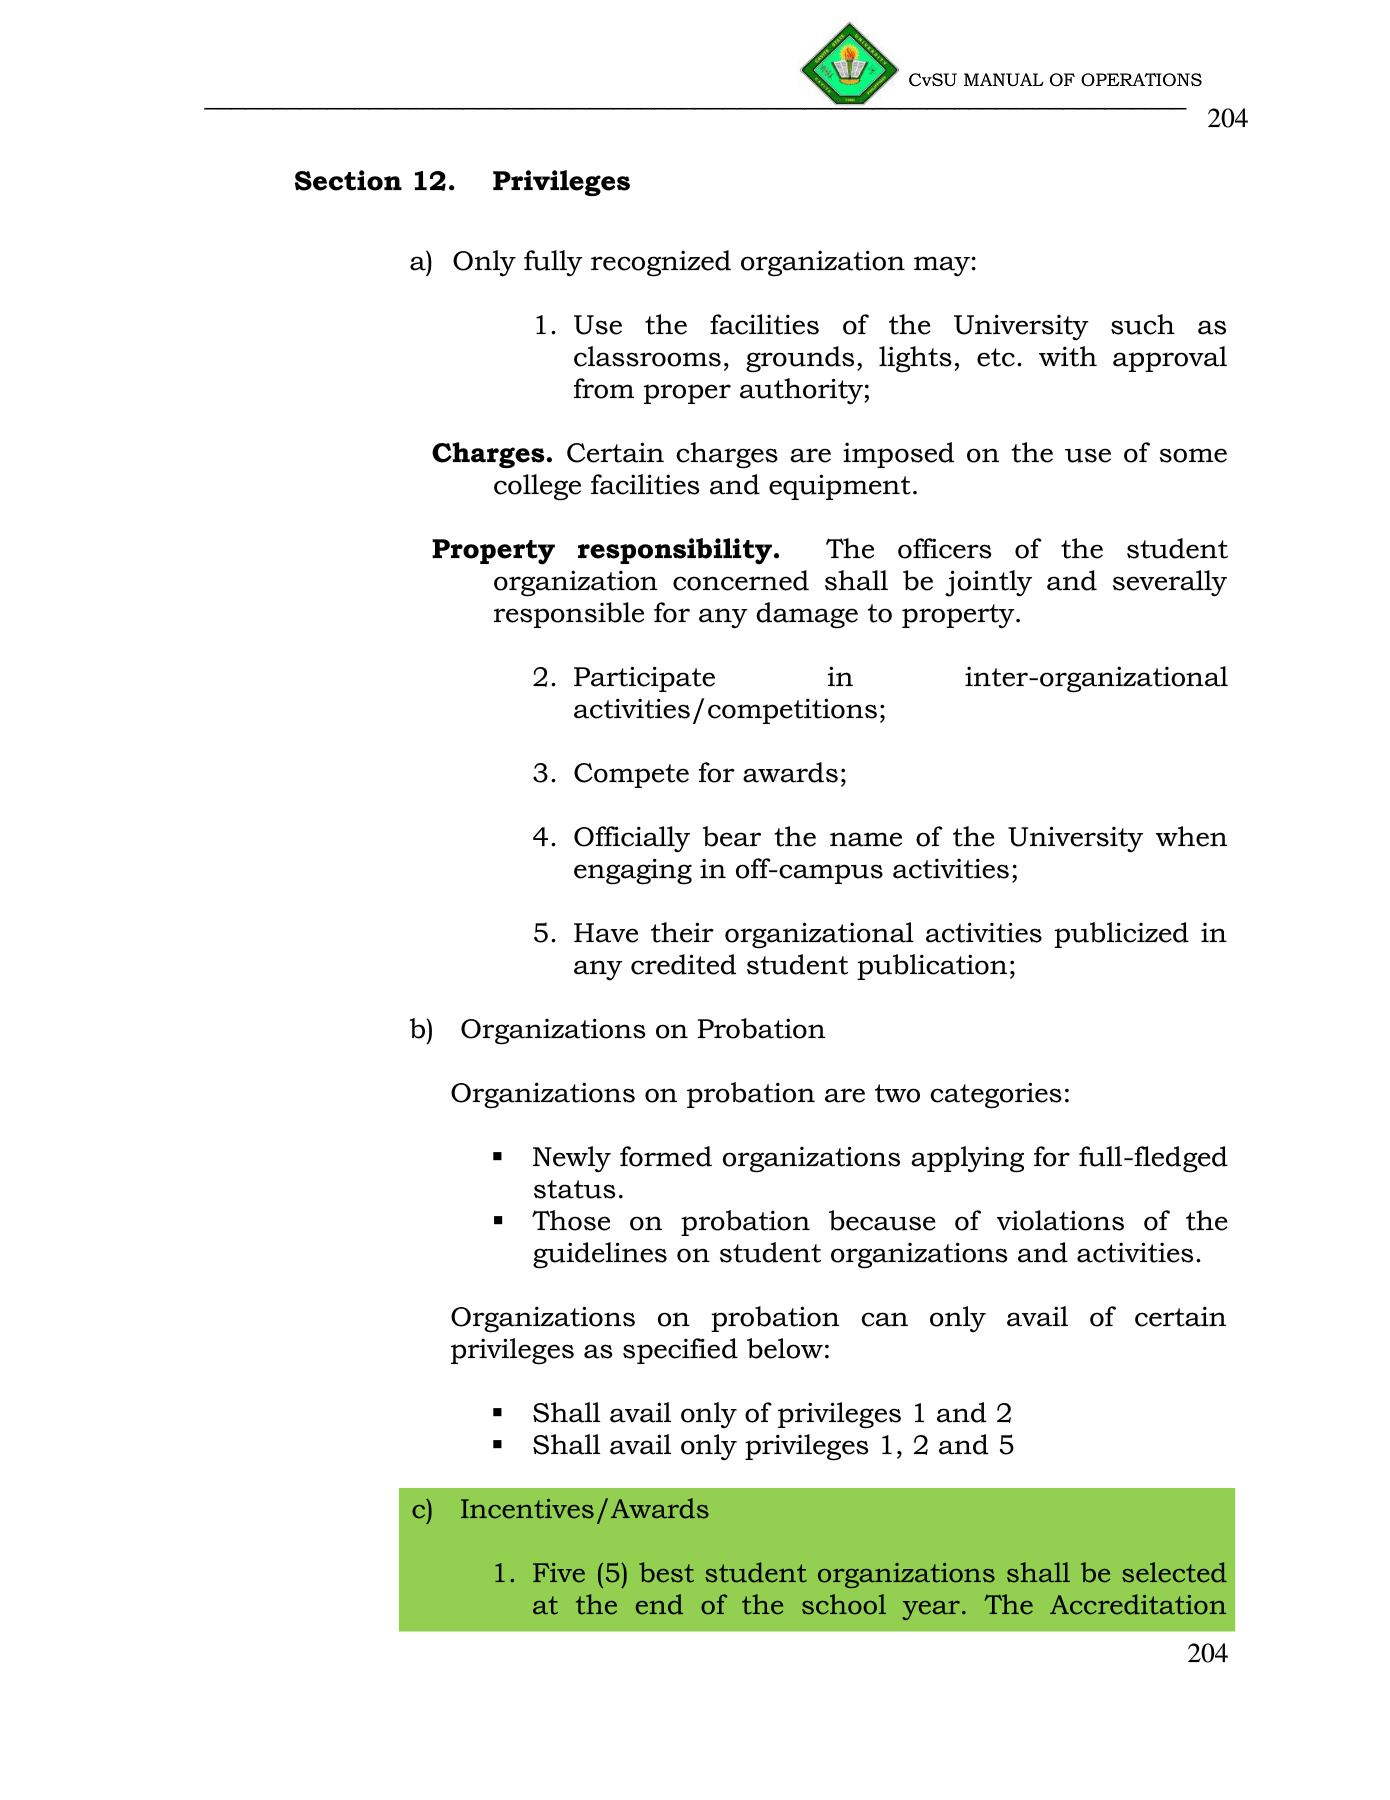 CvSU MANUAL OF OPERATIONS
204
Section 12. Privileges
a) Only fully recognized organization may:
1. Use the facilities of the University such as
classrooms, grounds, lights, etc. with approval
from proper authority;
Charges. Certain charges are imposed on the use of some
college facilities and equipment.
Property responsibility. The officers of the student
organization concerned shall be jointly and severally
responsible for any damage to property.
2. Participate in inter-organizational
activities/competitions;
3. Compete for awards;
4. Officially bear the name of the University when
engaging in off-campus activities;
5. Have their organizational activities publicized in
any credited student publication;
b) Organizations on Probation
Organizations on probation are two categories:
▪ Newly formed organizations applying for full-fledged
status.
▪ Those on probation because of violations of the
guidelines on student organizations and activities.
Organizations on probation can only avail of certain
privileges as specified below:
▪ Shall avail only of privileges 1 and 2
▪ Shall avail only privileges 1, 2 and 5
c) Incentives/Awards
1. Five (5) best student organizations shall be selected
at the end of the school year. The Accreditation
204